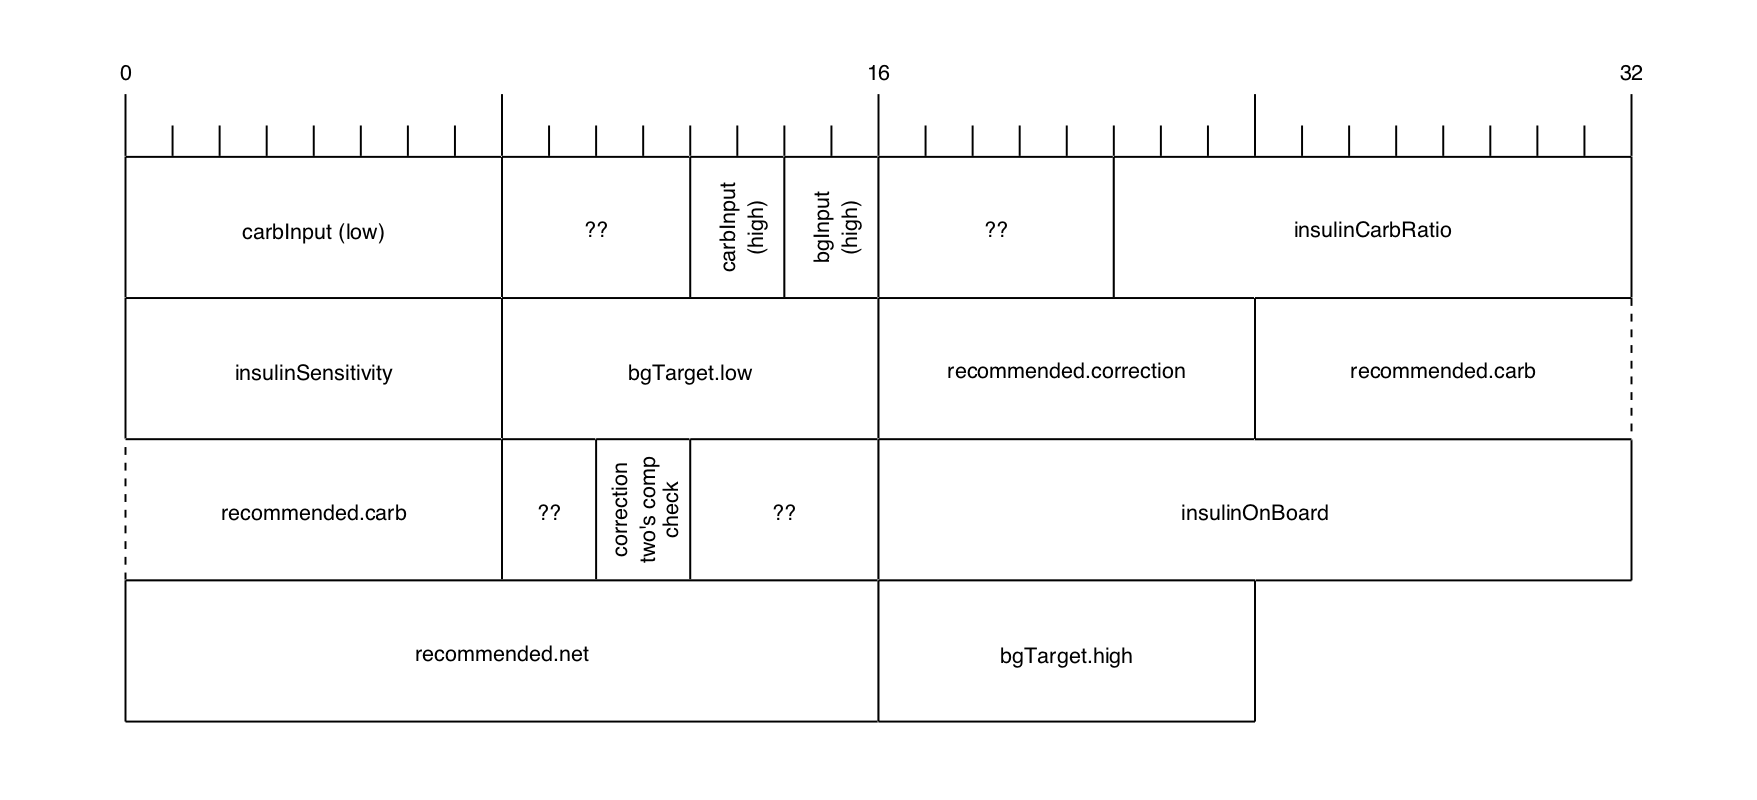 0
16
32
carbInput (low)
??
carbInput
(high)
bgInput
(high)
??
insulinCarbRatio
insulinSensitivity
bgTarget.low
recommended.correction
recommended.carb
recommended.carb
??
correction
two's comp
check
??
insulinOnBoard
recommended.net
bgTarget.high